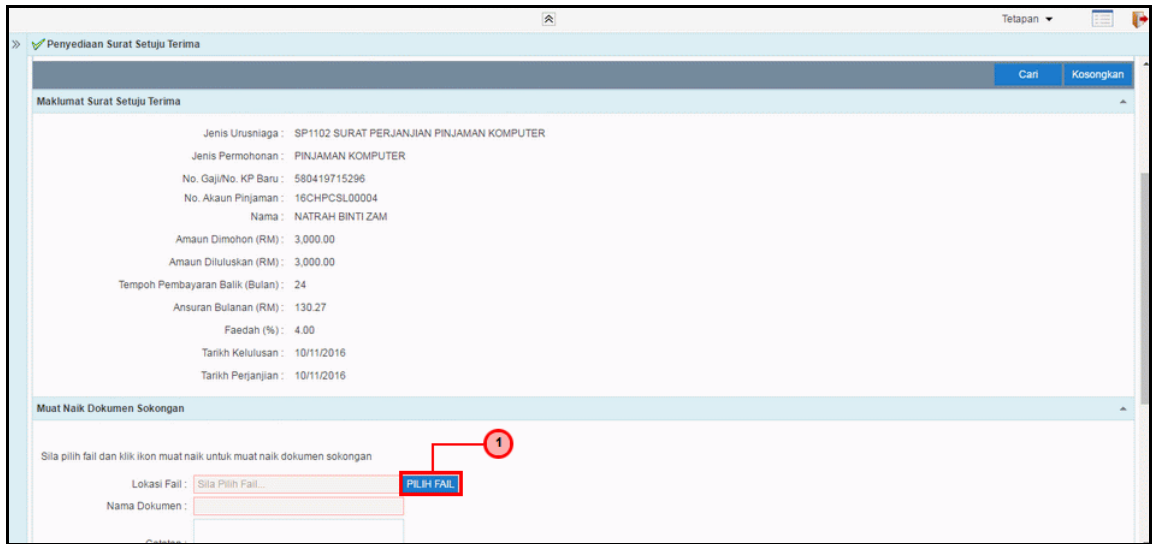 Tetapan
Penyediaan Surat Setuju Terima
Cari Kosongkan
Maklumat Surat Setuju Terima
Jenis Urusniaga : SP1102 SURAT PERJANJIAN PINJAMAN KOMPUTER
Jenis Permohonan : PINJAMAN KOMPUTER
No. Gaji/No. KP Baru : 580419715296
No. Akaun Pinjaman : 16CHPCSL00004
Nama : NATRAH BINTI ZAM
Amaun Dimohon (RM) : 3,000.00
Amaun Diluluskan (RM) : 3,000.00
Tempoh Pembayaran Balik (Bulan) : 24
Ansuran Bulanan (RM) : 130.27
Faedah (%) : 4.00
Tarikh Kelulusan : 10/11/2016
Tarikh Perjanjian : 10/11/2016
Muat Naik Dokumen Sokongan
1
Sila pilih fail dan klik ikon muat naik untuk muat naik dokumen sokongan
Lokasi Fail : Sila Pilih Fail... PILIH FAIL
Nama Dokumen :